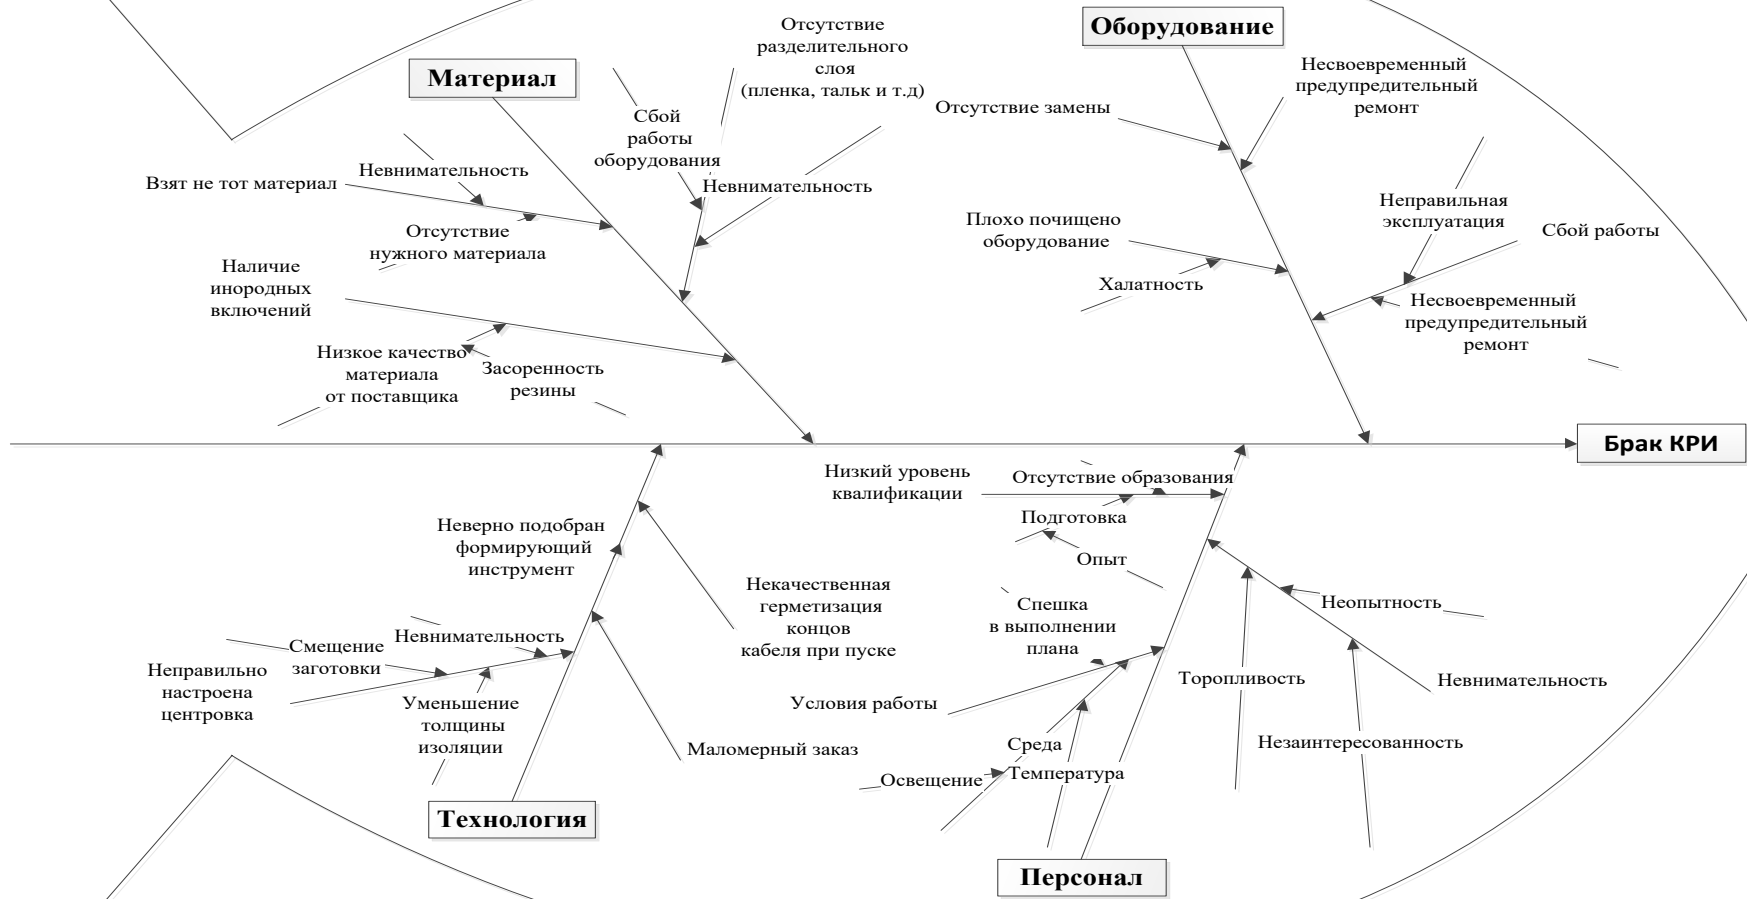 Материал
Оборудование
Отсутствие
разделительного
слоя
(пленка, тальк и т.д)
Сбой
работы
оборудования
Невнимательность
Невнимательность
Взят не тот материал
Отсутствие
нужного материала
Наличие
инородных
включений
Низкое качество
материала
от поставщика
Засоренность
резины
Несвоевременный
предупредительный
ремонт
Отсутствие замены
Плохо почищено
оборудование
Халатность
Неправильная
эксплуатация
Сбой работы
Несвоевременный
предупредительный
ремонт
Брак КРИ
Неверно подобран
формирующий
инструмент
Некачественная
герметизация
концов
кабеля при пуске
Невнимательность
Смещение
заготовки
Неправильно
настроена
центровка
Уменьшение
толщины
изоляции
Маломерный заказ
Технология
Низкий уровень
квалификации
Отсутствие образования
Подготовка
Опыт
Спешка
в выполнении
плана
Условия работы
Среда
Освещение
Температура
Неопытность
Торопливость
Невнимательность
Незаинтересованность
Персонал